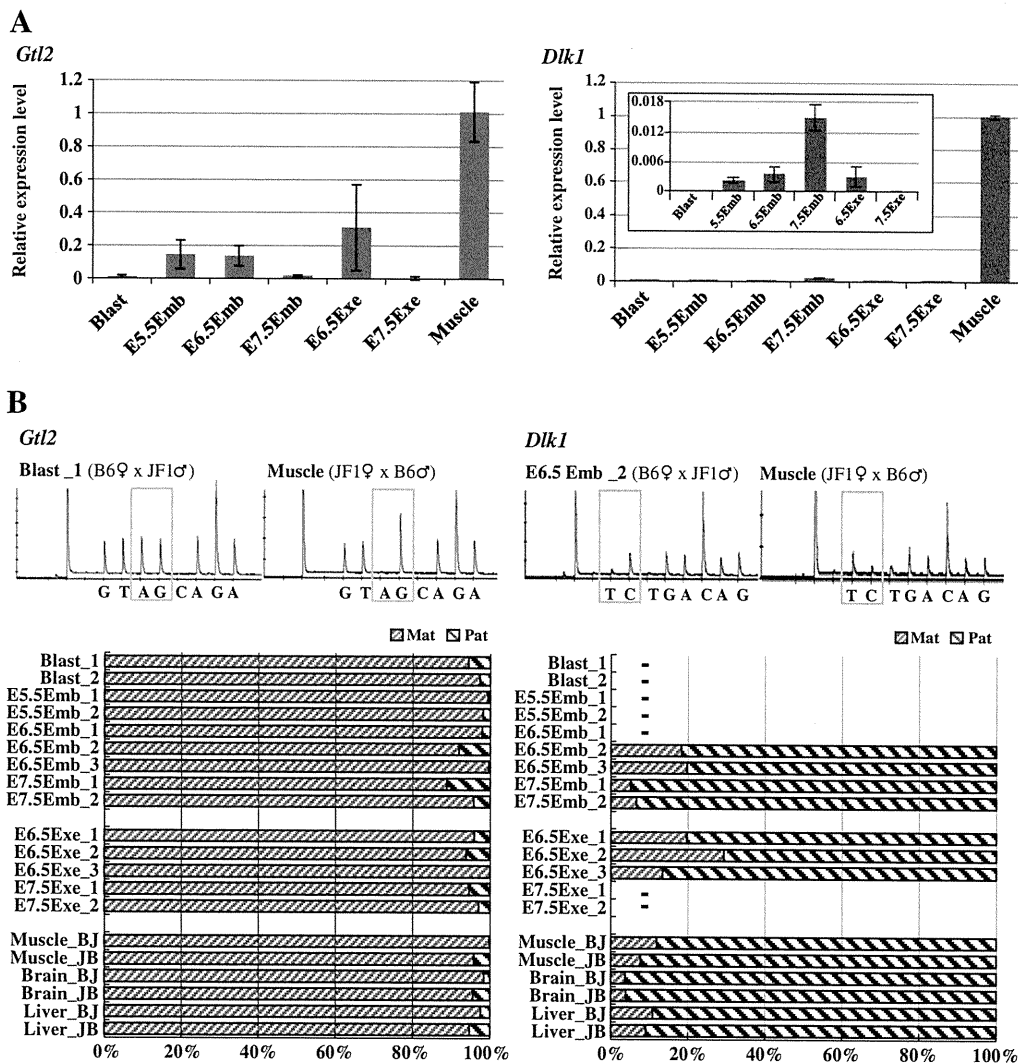 A
Gtl2
Relative expression level
1.2
1
0.8
0.6
0.4
0.2
0
Blast
E5.5Emb
E6.5Emb
E7.5Emb
E6.5Exe
E7.5Exe
Muscle
Dlk1
Relative expression level
1.2
1
0.8
0.6
0.4
0.2
0
0.018
0.012
0.006
0
Blast
5.5Emb
6.5Emb
7.5Emb
6.5Exe
7.5Exe
Blast
E5.5Emb
E6.5Emb
E7.5Emb
E6.5Exe
E7.5Exe
Muscle
B
Gtl2
Blast _1 (B6♀ x JF1♂)
G T A G C A G A
Muscle (JF1♀ x B6♂)
G T A G C A G A
Mat Pat
Blast_1
Blast_2
E5.5Emb_1
E5.5Emb_2
E6.5Emb_1
E6.5Emb_2
E6.5Emb_3
E7.5Emb_1
E7.5Emb_2
E6.5Exe_1
E6.5Exe_2
E6.5Exe_3
E7.5Exe_1
E7.5Exe_2
Muscle_BJ
Muscle_JB
Brain_BJ
Brain_JB
Liver_BJ
Liver_JB
0% 20% 40% 60% 80% 100%
Dlk1
E6.5 Emb _2 (B6♀ x JF1♂)
T C T G A C A G
Muscle (JF1♀ x B6♂)
T C T G A C A G
Mat Pat
Blast_1
Blast_2
E5.5Emb_1
E5.5Emb_2
E6.5Emb_1
E6.5Emb_2
E6.5Emb_3
E7.5Emb_1
E7.5Emb_2
E6.5Exe_1
E6.5Exe_2
E6.5Exe_3
E7.5Exe_1
E7.5Exe_2
Muscle_BJ
Muscle_JB
Brain_BJ
Brain_JB
Liver_BJ
Liver_JB
0% 20% 40% 60% 80% 100%